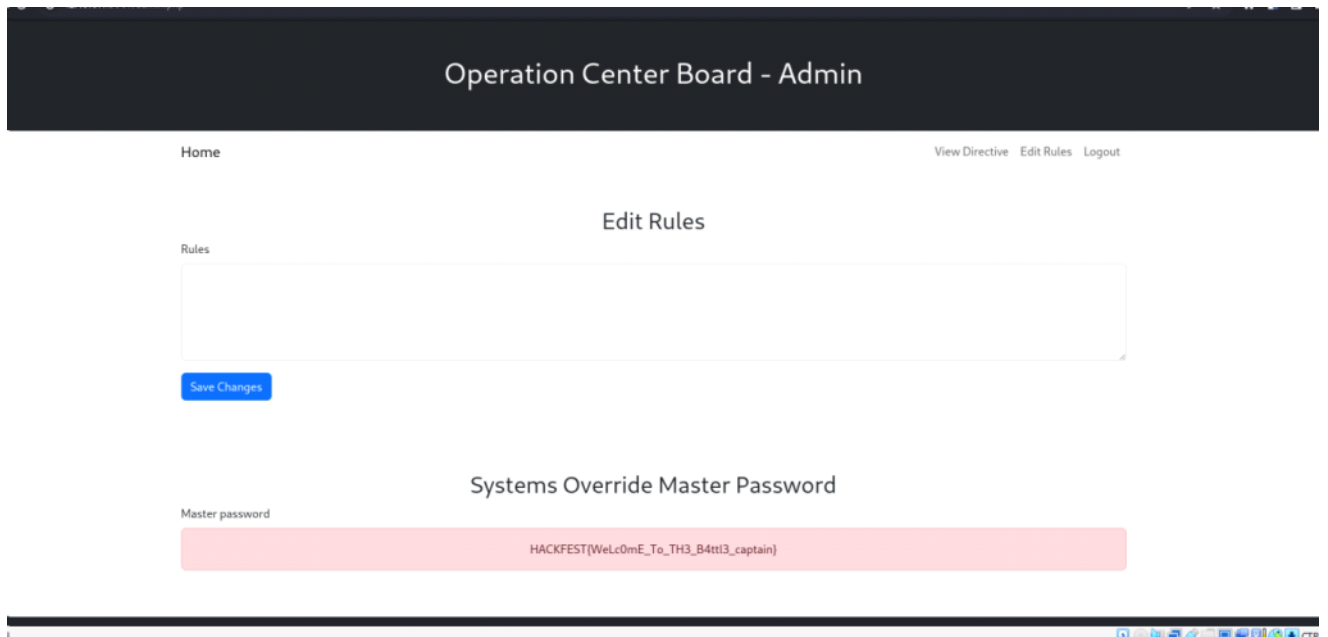 Operation Center Board - Admin
Home
View Directive Edit Rules Logout
Edit Rules
Rules
Save Changes
Systems Override Master Password
Master password
HACKFEST{WeLc0mE_To_TH3_B4ttl3_captain}